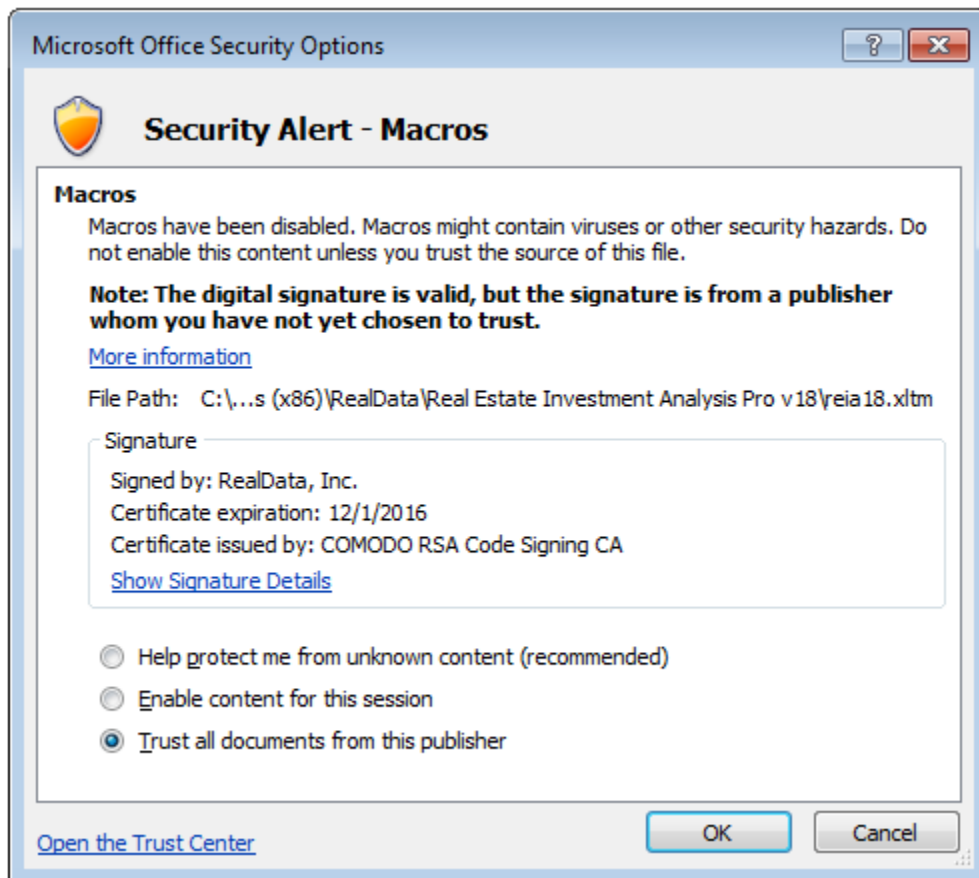 Microsoft Office Security Options
?
Security Alert - Macros
Macros
Macros have been disabled. Macros might contain viruses or other security hazards. Do
not enable this content unless you trust the source of this file.
Note: The digital signature is valid, but the signature is from a publisher
whom you have not yet chosen to trust.
More information
File Path: C:\...s (x86)\RealData\Real Estate Investment Analysis Pro v18\reia18.xltm
Signature
Signed by: RealData, Inc.
Certificate expiration: 12/1/2016
Certificate issued by: COMODO RSA Code Signing CA
Show Signature Details
Help protect me from unknown content (recommended)
Enable content for this session
Trust all documents from this publisher
Open the Trust Center
OK
Cancel